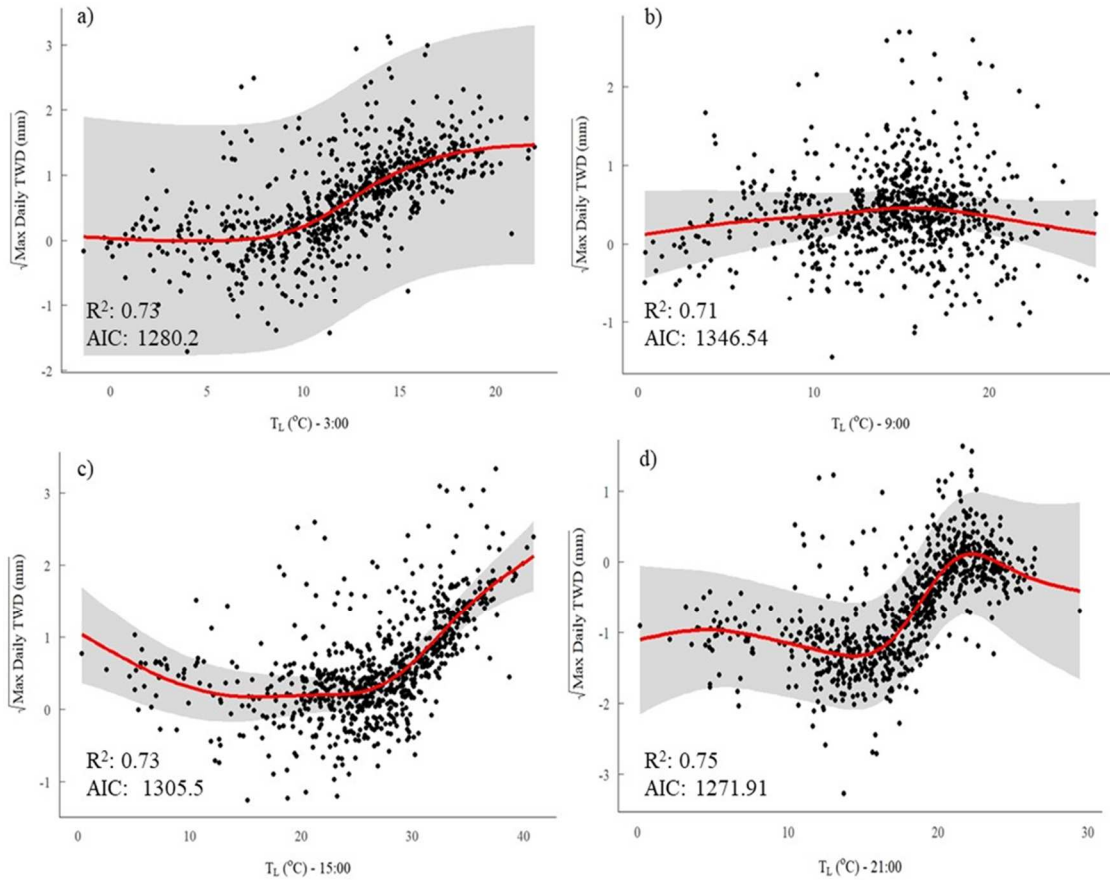 a)
√Max Daily TWD (mm)
3
2
1
0
-1
-2
R²: 0.73
AIC: 1280.2
0 5 10 15 20
T_L (°C) - 3:00
b)
√Max Daily TWD (mm)
2
1
0
-1
R²: 0.71
AIC: 1346.54
0 10 20
T_L (°C) - 9:00
c)
√Max Daily TWD (mm)
3
2
1
0
-1
R²: 0.73
AIC: 1305.5
0 10 20 30 40
T_L (°C) - 15:00
d)
√Max Daily TWD (mm)
1
0
-1
-2
-3
R²: 0.75
AIC: 1271.91
0 10 20 30
T_L (°C) - 21:00